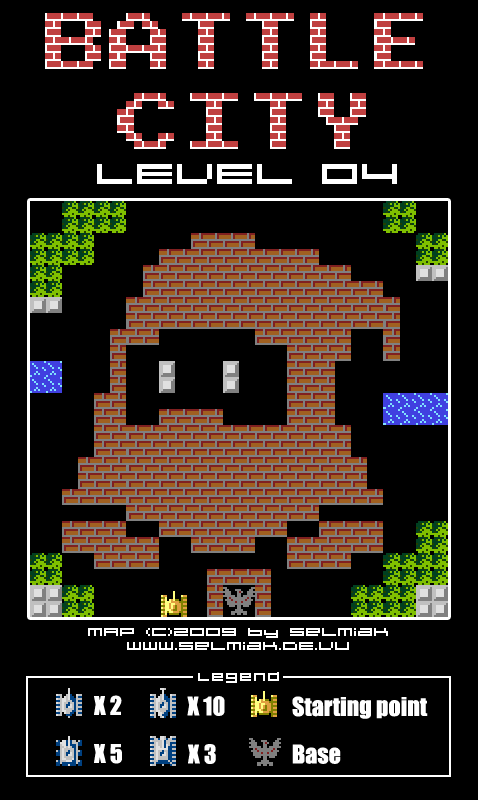 BATTLE
CITY
LEVEL 04
MAP (C)2009 by SELMIAK
WWW.SELMIAK.DE.VU
Legend
X 2 X 10 Starting point
X 5 X 3 Base